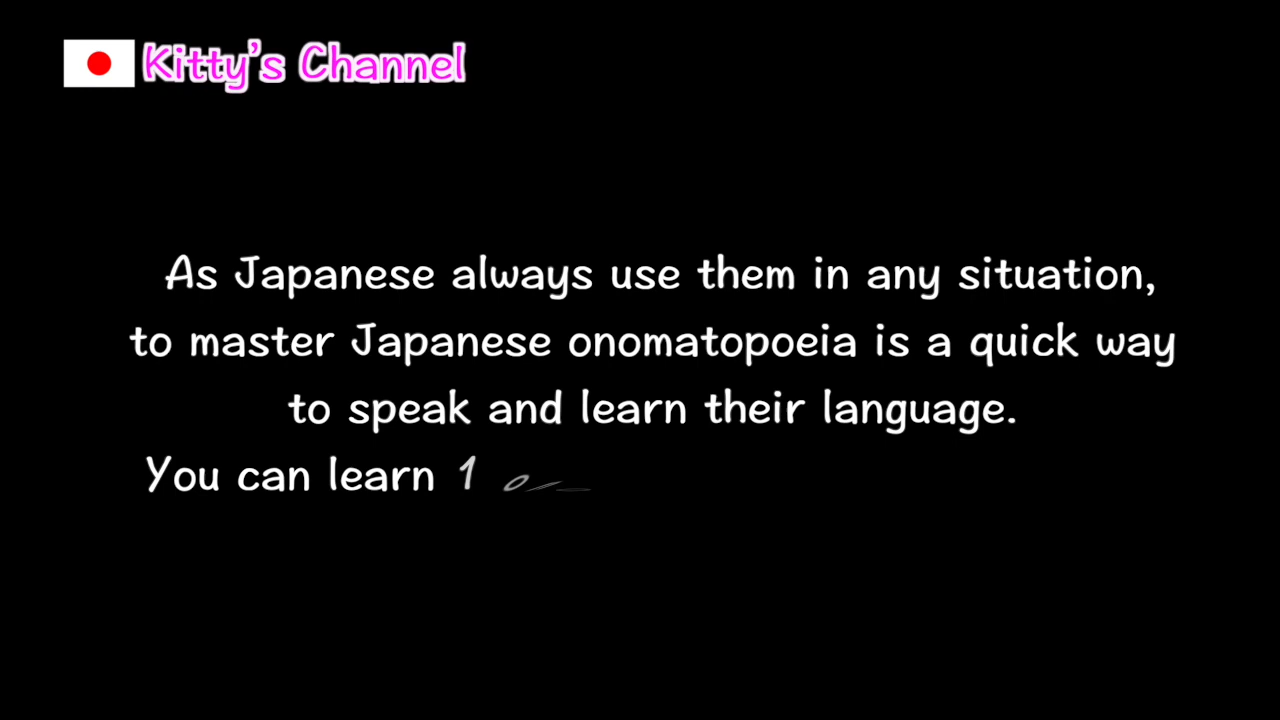 Kitty's Channel
As Japanese always use them in any situation,
to master Japanese onomatopoeia is a quick way
to speak and learn their language.
You can learn 1